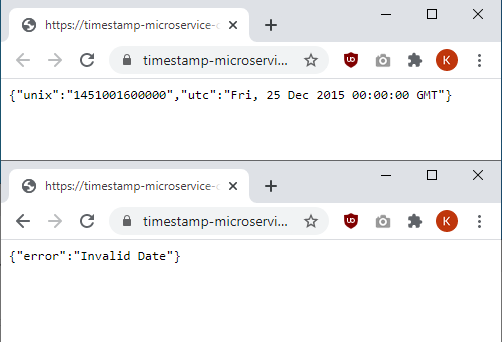 https://timestamp-microservice-
timestamp-microservi...
K
{"unix":"1451001600000","utc":"Fri, 25 Dec 2015 00:00:00 GMT"}
https://timestamp-microservice-
timestamp-microservi...
K
{"error":"Invalid Date"}